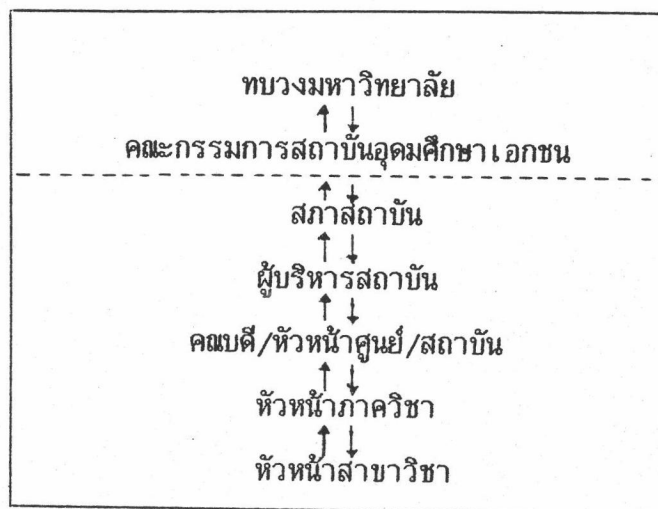 ทบวงมหาวิทยาลัย
คณะกรรมการสถาบันอุดมศึกษาเอกชน
สภาสถาบัน
ผู้บริหารสถาบัน
คณบดี/หัวหน้าศูนย์/สถาบัน
หัวหน้าภาควิชา
หัวหน้าสาขาวิชา